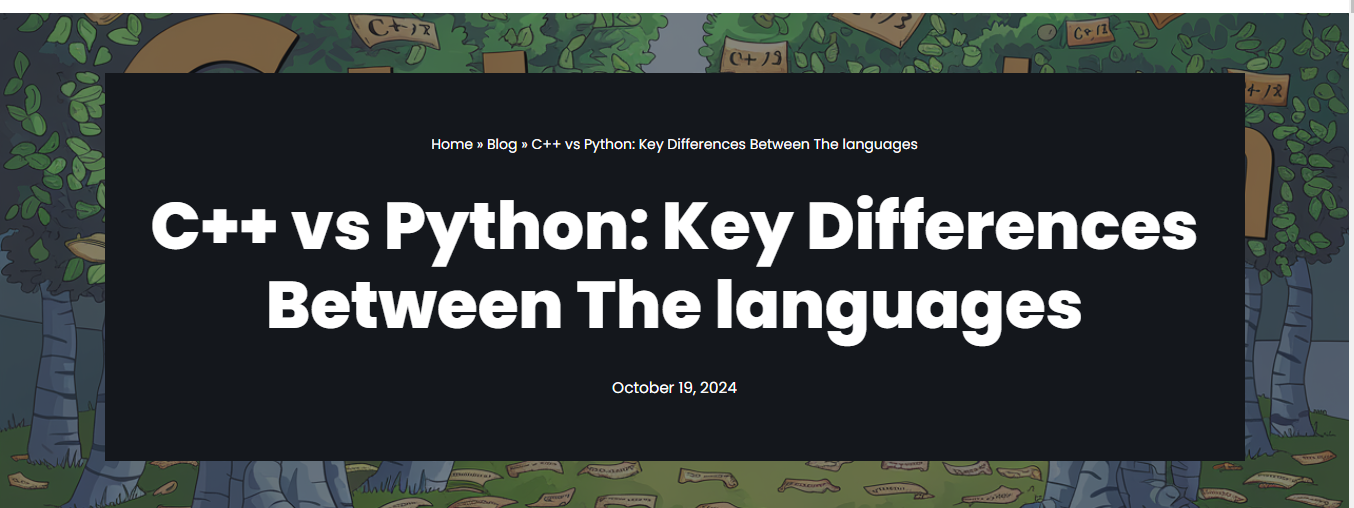 Home » Blog » C++ vs Python: Key Differences Between The languages
C++ vs Python: Key Differences
Between The languages
October 19, 2024